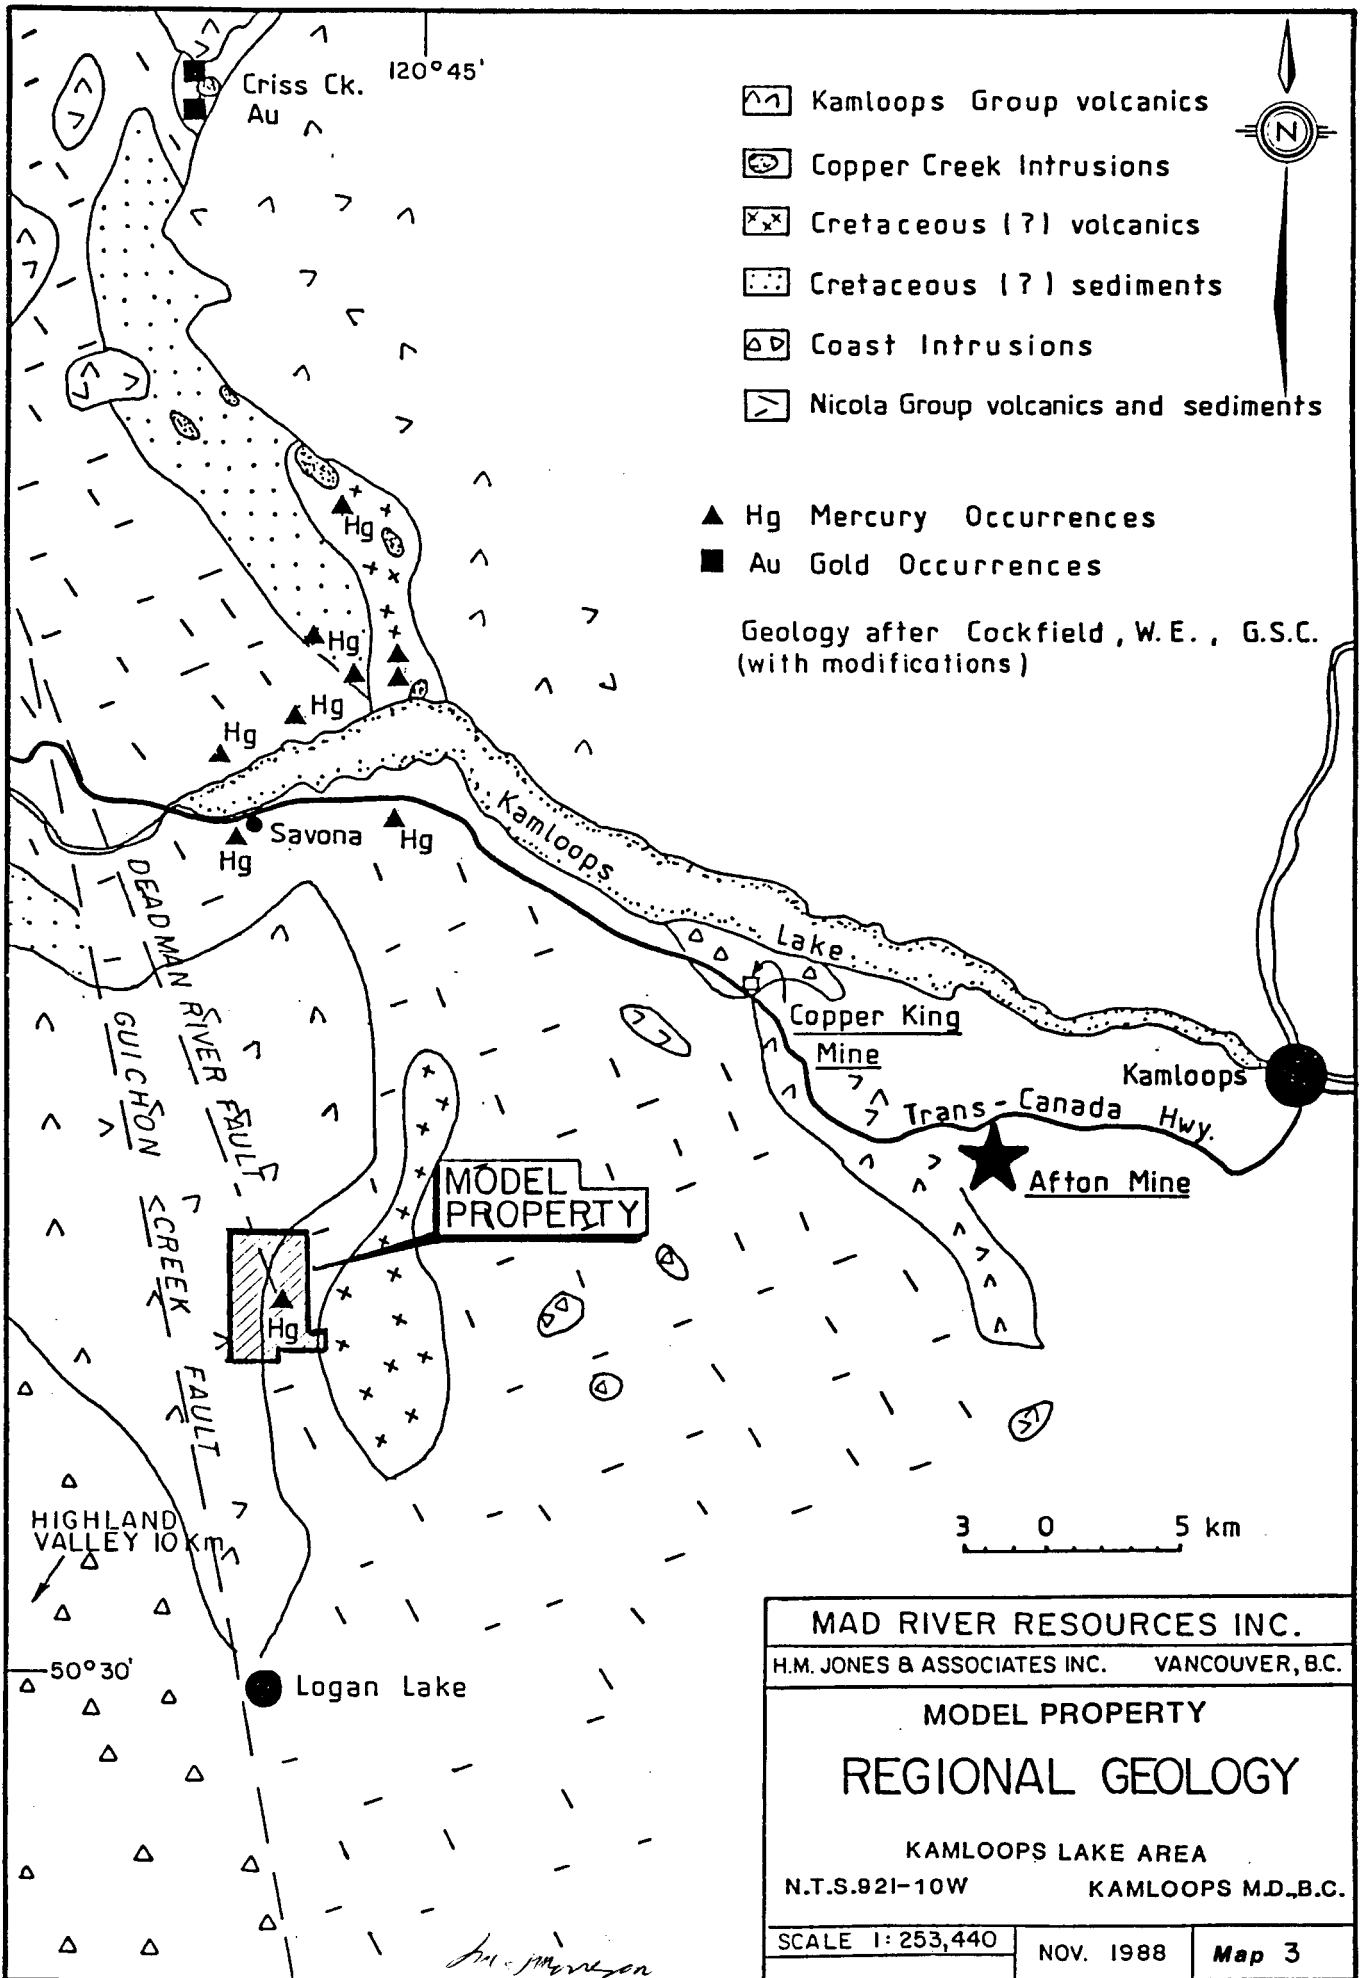 120°45'
Criss Ck.
Au
Kamloops Group volcanics
N
Copper Creek Intrusions
Cretaceous (?) volcanics
Cretaceous (?) sediments
Coast Intrusions
Nicola Group volcanics and sediments
Hg Mercury Occurrences
Au Gold Occurrences
Geology after Cockfield, W.E., G.S.C.
(with modifications)
Hg
Hg
Hg
Hg
Savona
Hg
Hg
Kamloops
Lake
DEADMAN RIVER FAULT
GUICHON CREEK FAULT
Copper King
Mine
Kamloops
Trans-Canada Hwy.
Afton Mine
MODEL
PROPERTY
Hg
HIGHLAND
VALLEY 10 Km
3 0 5 km
50°30'
Logan Lake
MAD RIVER RESOURCES INC.
H.M. JONES & ASSOCIATES INC. VANCOUVER, B.C.
MODEL PROPERTY
REGIONAL GEOLOGY
KAMLOOPS LAKE AREA
N.T.S.92I-10W KAMLOOPS M.D.,B.C.
SCALE 1:253,440
NOV. 1988
Map 3